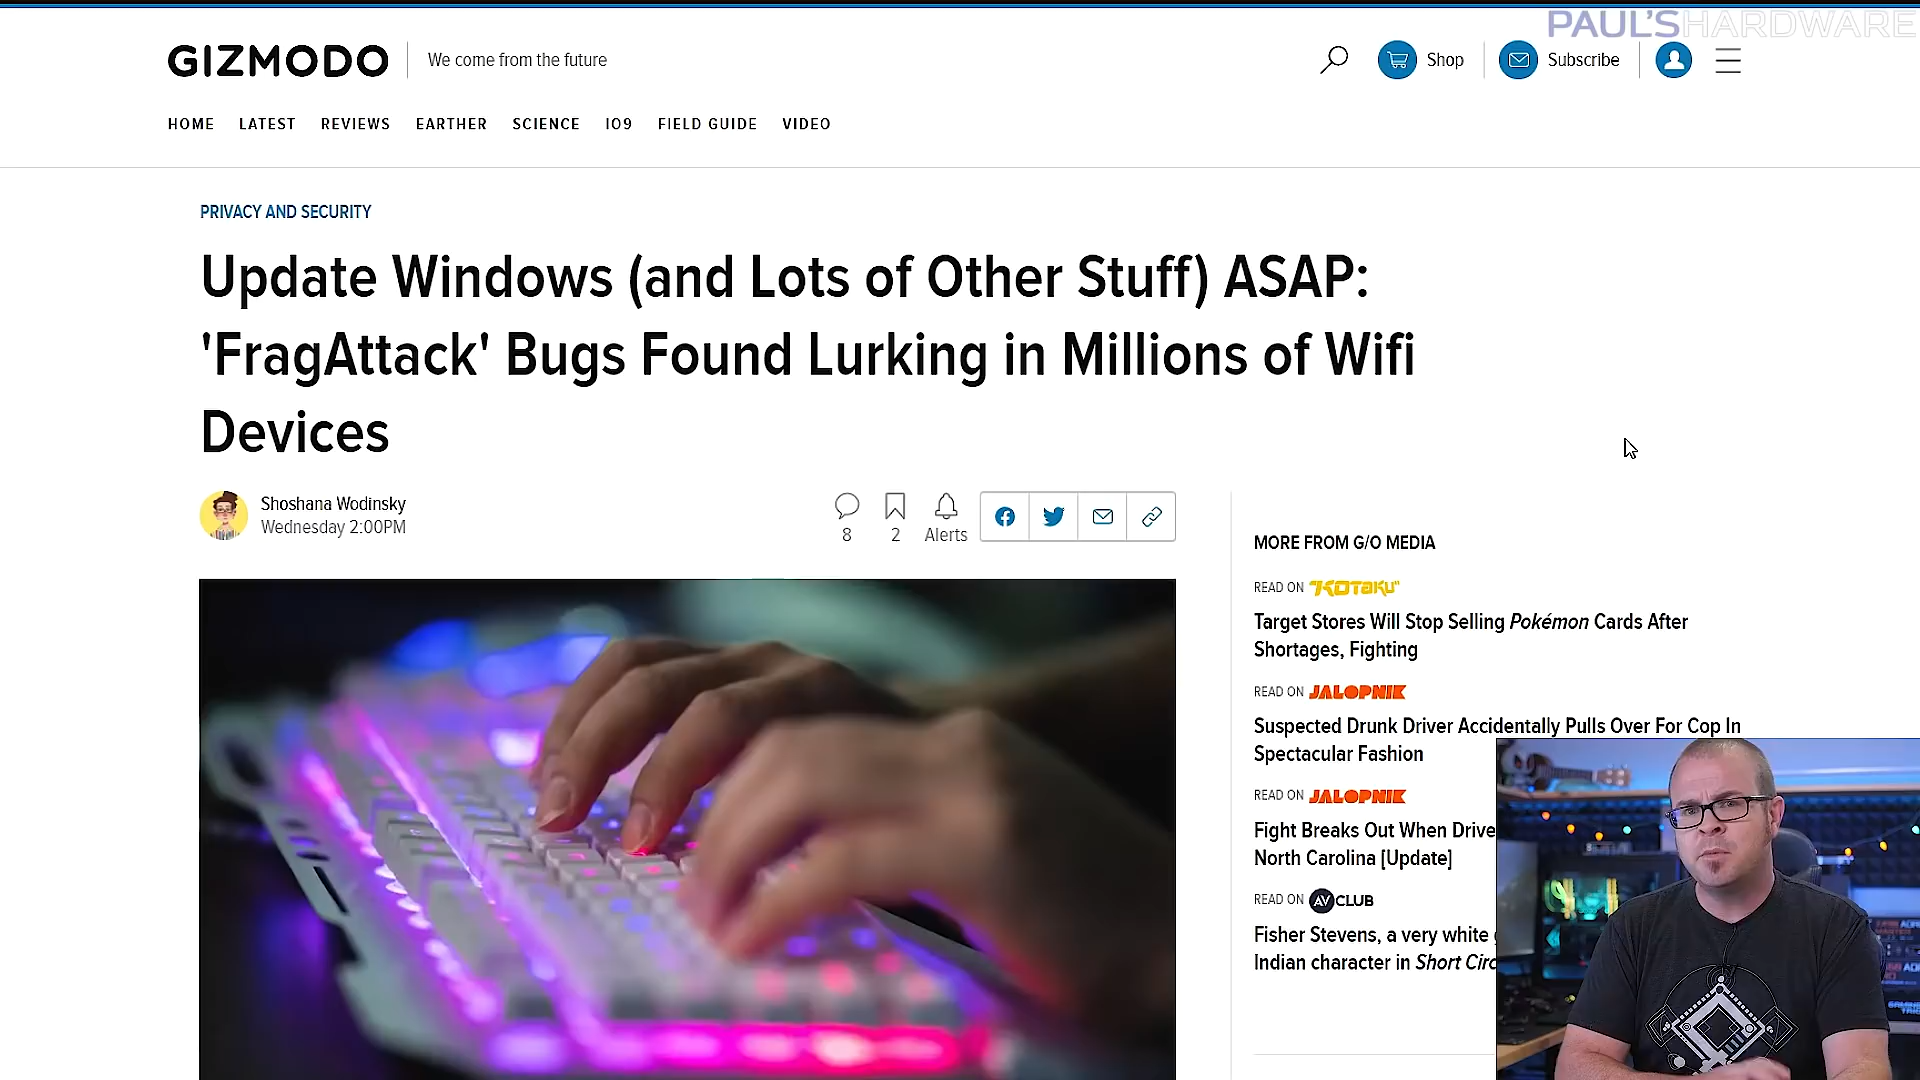 PAUL'SHARDWARE
GIZMODO
We come from the future
Shop
Subscribe
HOME LATEST REVIEWS EARTHER SCIENCE IO9 FIELD GUIDE VIDEO
PRIVACY AND SECURITY
Update Windows (and Lots of Other Stuff) ASAP:
'FragAttack' Bugs Found Lurking in Millions of Wifi
Devices
Shoshana Wodinsky
Wednesday 2:00PM
8
2
Alerts
MORE FROM G/O MEDIA
READ ON KOTAKU
Target Stores Will Stop Selling Pokémon Cards After
Shortages, Fighting
READ ON JALOPNIK
Suspected Drunk Driver Accidentally Pulls Over For Cop In
Spectacular Fashion
READ ON JALOPNIK
Fight Breaks Out When Drive
North Carolina [Update]
READ ON AV CLUB
Fisher Stevens, a very white
Indian character in Short Circ